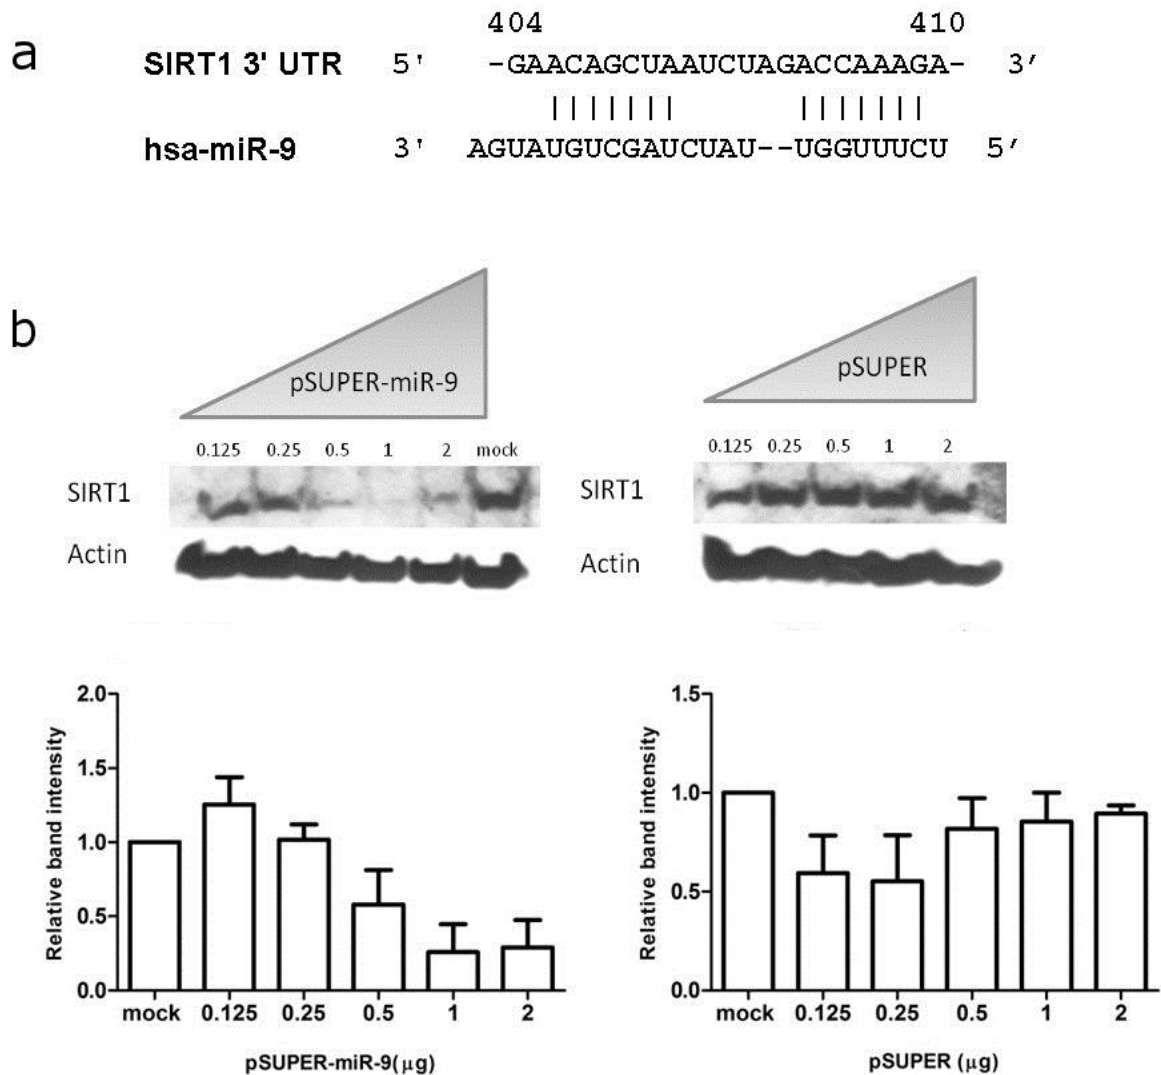 a
404 410
SIRT1 3' UTR 5' -GAACAGCUAAUCUAGACCAAAGA- 3'
hsa-miR-9 3' AGUAUGUCGAUCUAU--UGGUUUCU 5'
b
pSUPER-miR-9
0.125 0.25 0.5 1 2 mock
SIRT1
Actin
pSUPER
0.125 0.25 0.5 1 2
SIRT1
Actin
Relative band intensity
2.0
1.5
1.0
0.5
0.0
mock 0.125 0.25 0.5 1 2
pSUPER-miR-9(μg)
Relative band intensity
1.5
1.0
0.5
0.0
mock 0.125 0.25 0.5 1 2
pSUPER (μg)